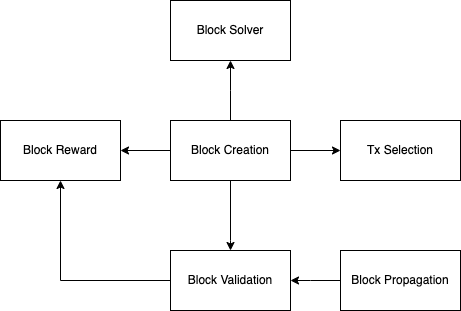 Block Solver
Block Reward
Block Creation
Tx Selection
Block Validation
Block Propagation